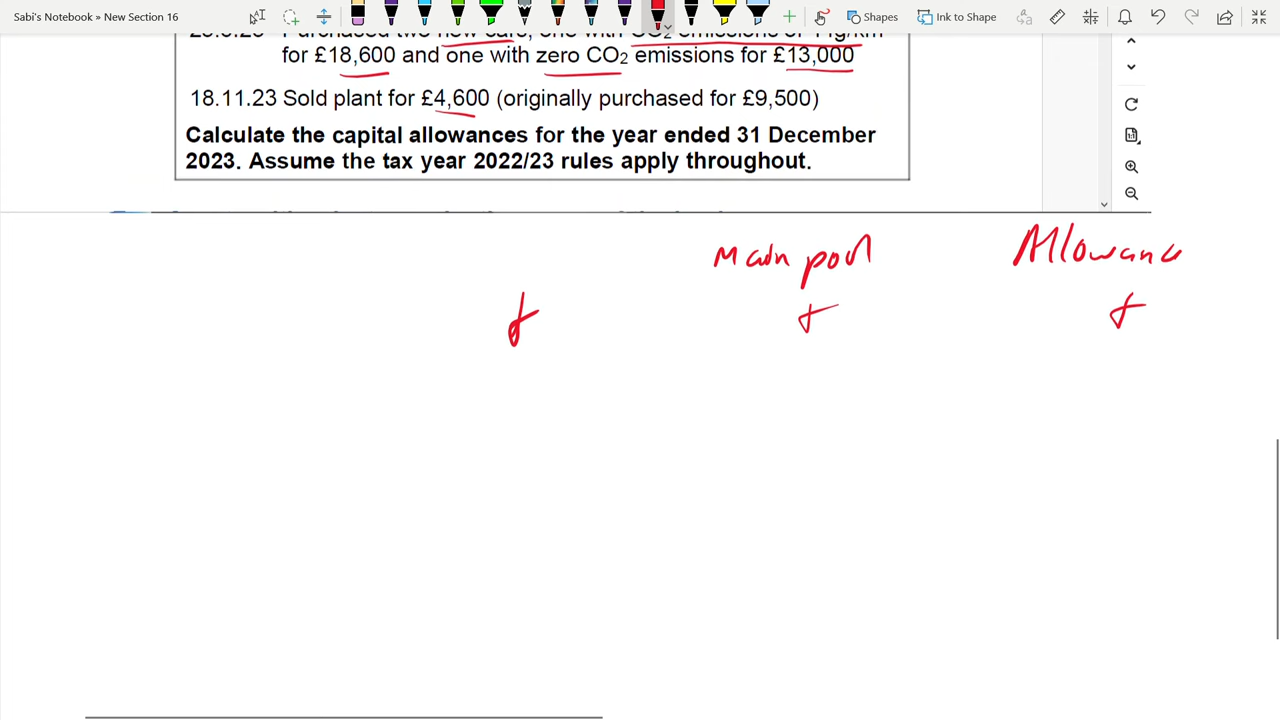 Sabi's Notebook » New Section 16
Shapes
Ink to Shape
for £18,600 and one with zero CO2 emissions for £13,000
18.11.23 Sold plant for £4,600 (originally purchased for £9,500)
Calculate the capital allowances for the year ended 31 December
2023. Assume the tax year 2022/23 rules apply throughout.
Main pool Allowance
£ £ £